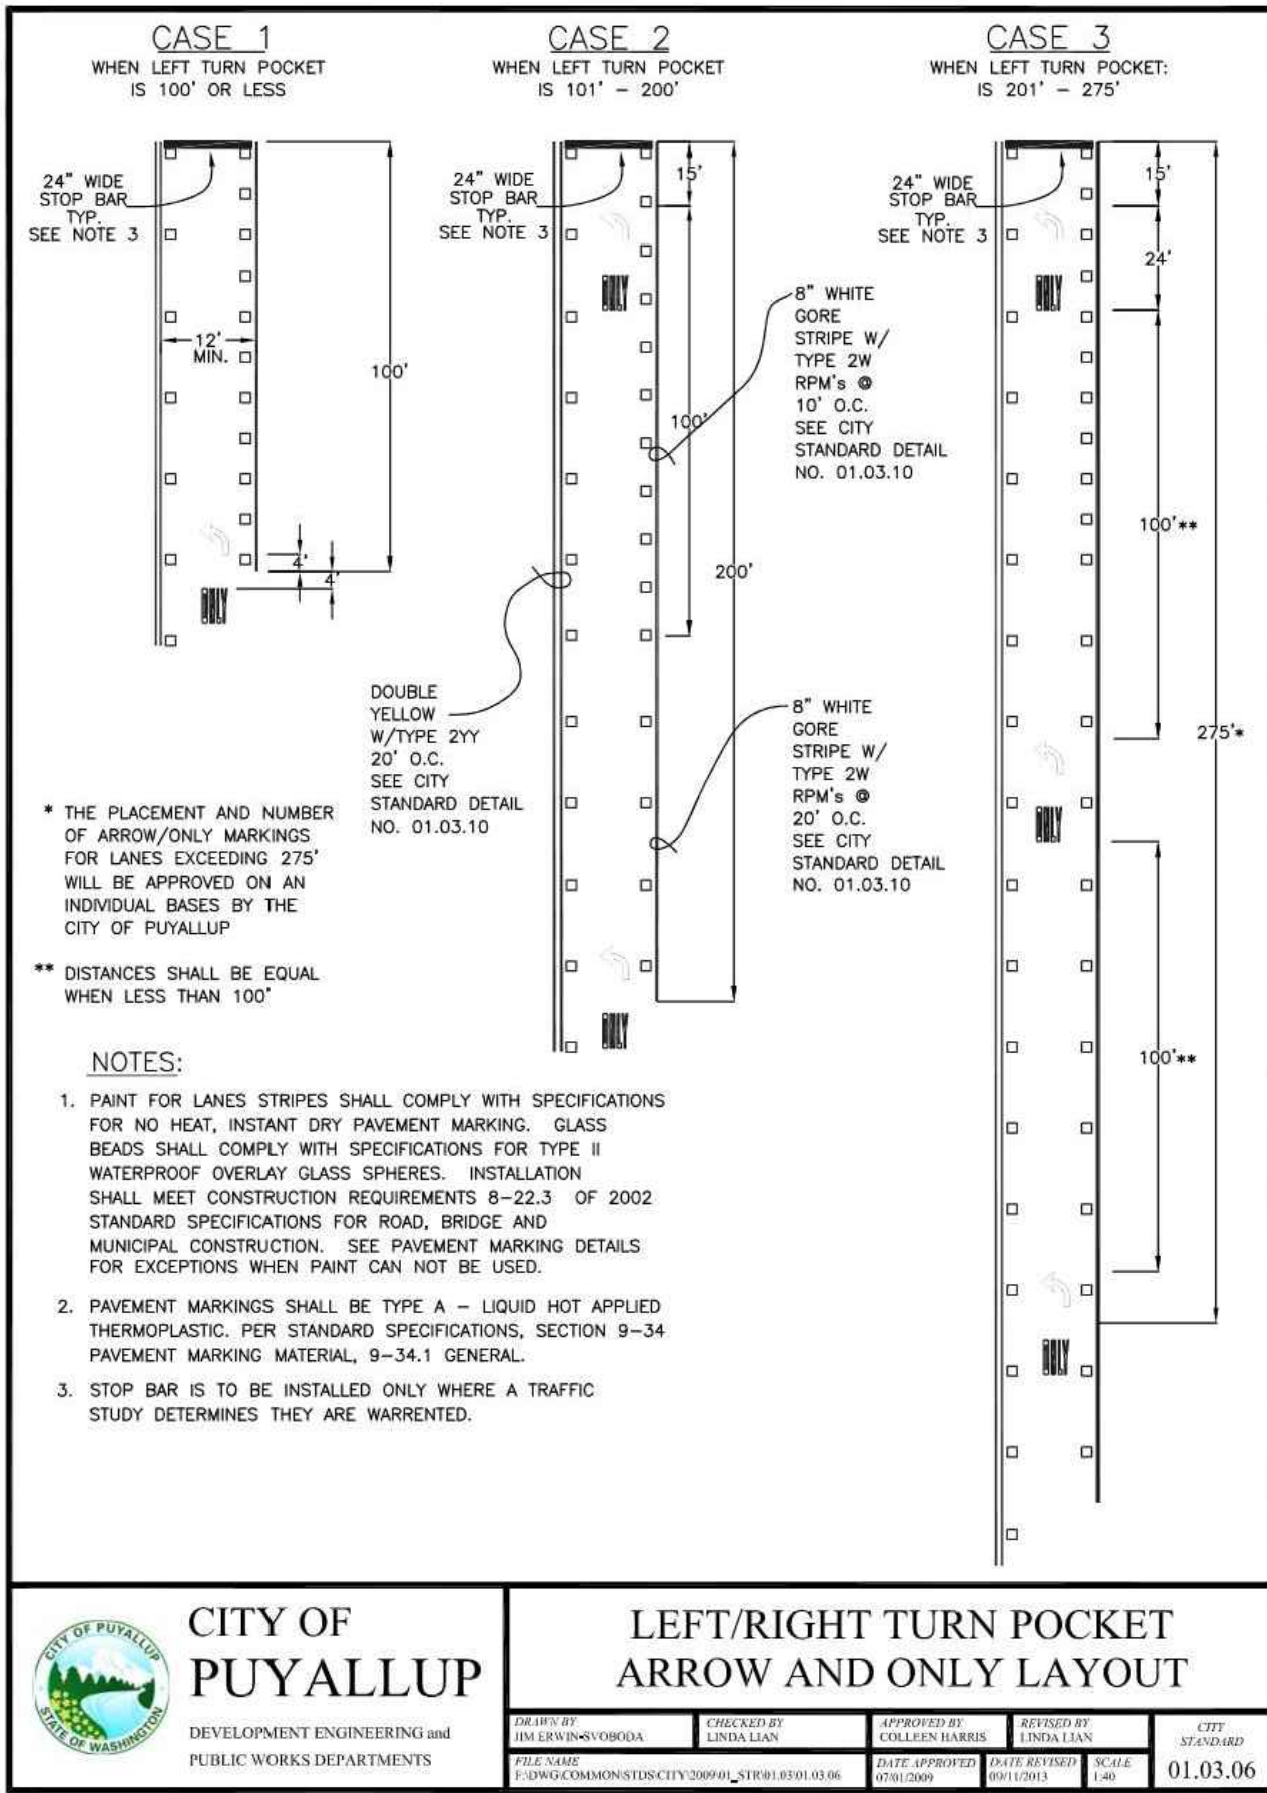 CASE 1
WHEN LEFT TURN POCKET
IS 100' OR LESS
CASE 2
WHEN LEFT TURN POCKET
IS 101' – 200'
CASE 3
WHEN LEFT TURN POCKET:
IS 201' – 275'
24" WIDE
STOP BAR
TYP.
SEE NOTE 3
12'
MIN.
100'
4'
4'
ONLY
24" WIDE
STOP BAR
TYP.
SEE NOTE 3
15'
ONLY
100'
200'
8" WHITE
GORE
STRIPE W/
TYPE 2W
RPM's @
10' O.C.
SEE CITY
STANDARD DETAIL
NO. 01.03.10
DOUBLE
YELLOW
W/TYPE 2YY
20' O.C.
SEE CITY
STANDARD DETAIL
NO. 01.03.10
8" WHITE
GORE
STRIPE W/
TYPE 2W
RPM's @
20' O.C.
SEE CITY
STANDARD DETAIL
NO. 01.03.10
ONLY
24" WIDE
STOP BAR
TYP.
SEE NOTE 3
15'
24'
ONLY
100'**
275'*
ONLY
100'**
ONLY
* THE PLACEMENT AND NUMBER
OF ARROW/ONLY MARKINGS
FOR LANES EXCEEDING 275'
WILL BE APPROVED ON AN
INDIVIDUAL BASES BY THE
CITY OF PUYALLUP
** DISTANCES SHALL BE EQUAL
WHEN LESS THAN 100"
NOTES:
1. PAINT FOR LANES STRIPES SHALL COMPLY WITH SPECIFICATIONS
FOR NO HEAT, INSTANT DRY PAVEMENT MARKING. GLASS
BEADS SHALL COMPLY WITH SPECIFICATIONS FOR TYPE II
WATERPROOF OVERLAY GLASS SPHERES. INSTALLATION
SHALL MEET CONSTRUCTION REQUIREMENTS 8–22.3 OF 2002
STANDARD SPECIFICATIONS FOR ROAD, BRIDGE AND
MUNICIPAL CONSTRUCTION. SEE PAVEMENT MARKING DETAILS
FOR EXCEPTIONS WHEN PAINT CAN NOT BE USED.
2. PAVEMENT MARKINGS SHALL BE TYPE A – LIQUID HOT APPLIED
THERMOPLASTIC. PER STANDARD SPECIFICATIONS, SECTION 9–34
PAVEMENT MARKING MATERIAL, 9–34.1 GENERAL.
3. STOP BAR IS TO BE INSTALLED ONLY WHERE A TRAFFIC
STUDY DETERMINES THEY ARE WARRENTED.
CITY OF PUYALLUP
STATE OF WASHINGTON
CITY OF
PUYALLUP
DEVELOPMENT ENGINEERING and
PUBLIC WORKS DEPARTMENTS
LEFT/RIGHT TURN POCKET
ARROW AND ONLY LAYOUT
DRAWN BY
JIM ERWIN-SVOBODA
CHECKED BY
LINDA LIAN
APPROVED BY
COLLEEN HARRIS
REVISED BY
LINDA LIAN
FILE NAME
F:\DWG\COMMON\STDS\CITY\2009\01_STR\01.03\01.03.06
DATE APPROVED
07/01/2009
DATE REVISED
09/11/2013
SCALE
1:40
CITY
STANDARD
01.03.06